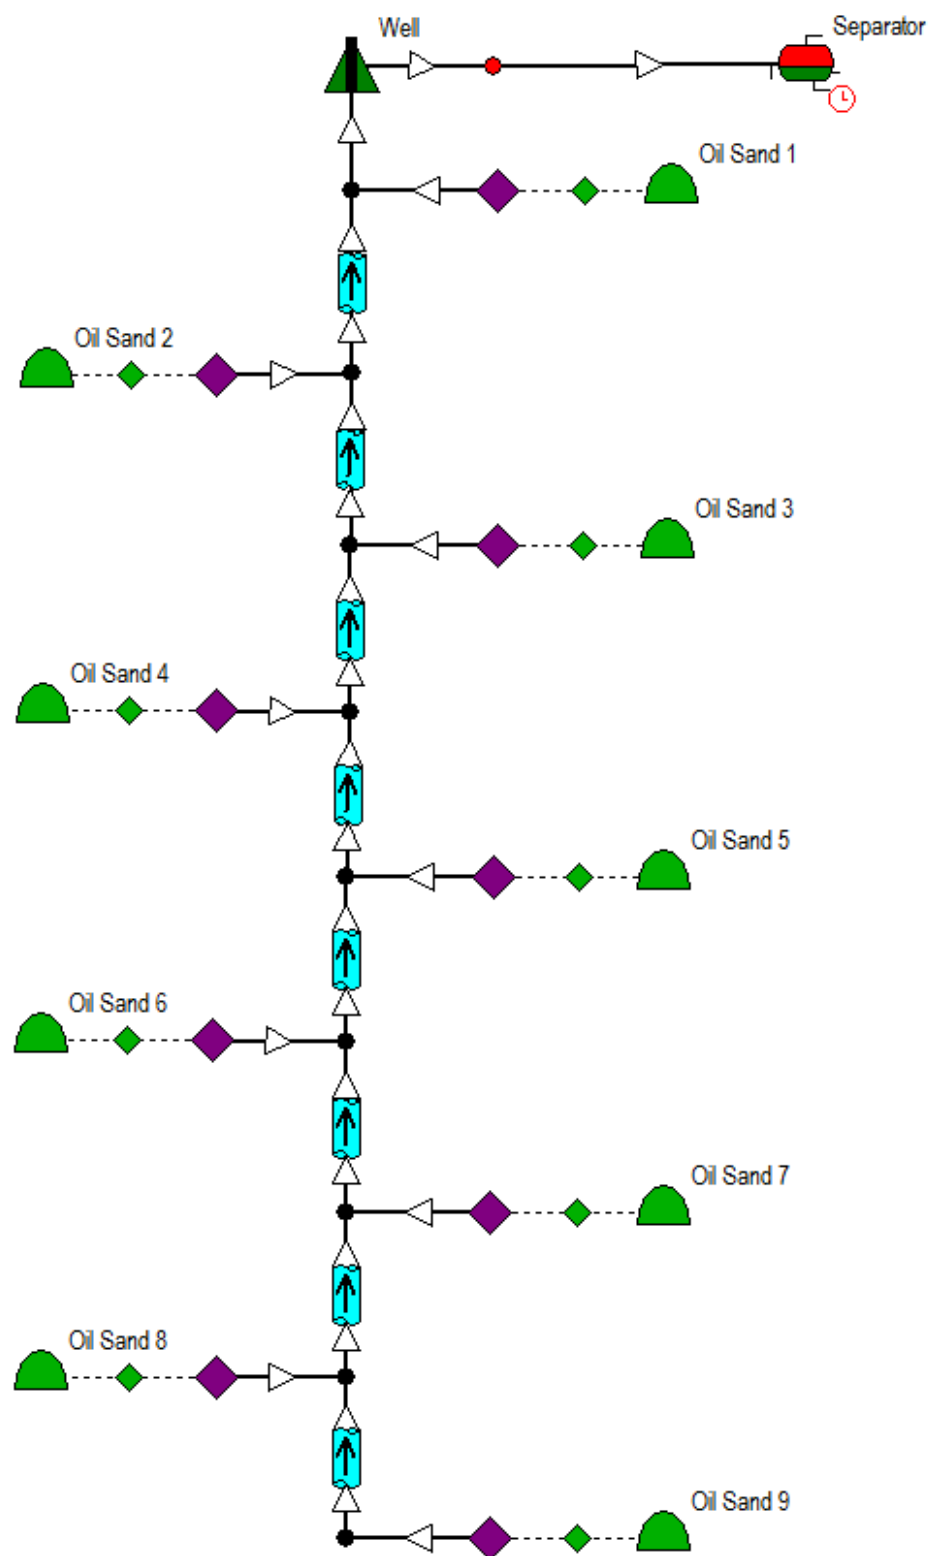 Well
Separator
Oil Sand 1
Oil Sand 2
Oil Sand 3
Oil Sand 4
Oil Sand 5
Oil Sand 6
Oil Sand 7
Oil Sand 8
Oil Sand 9